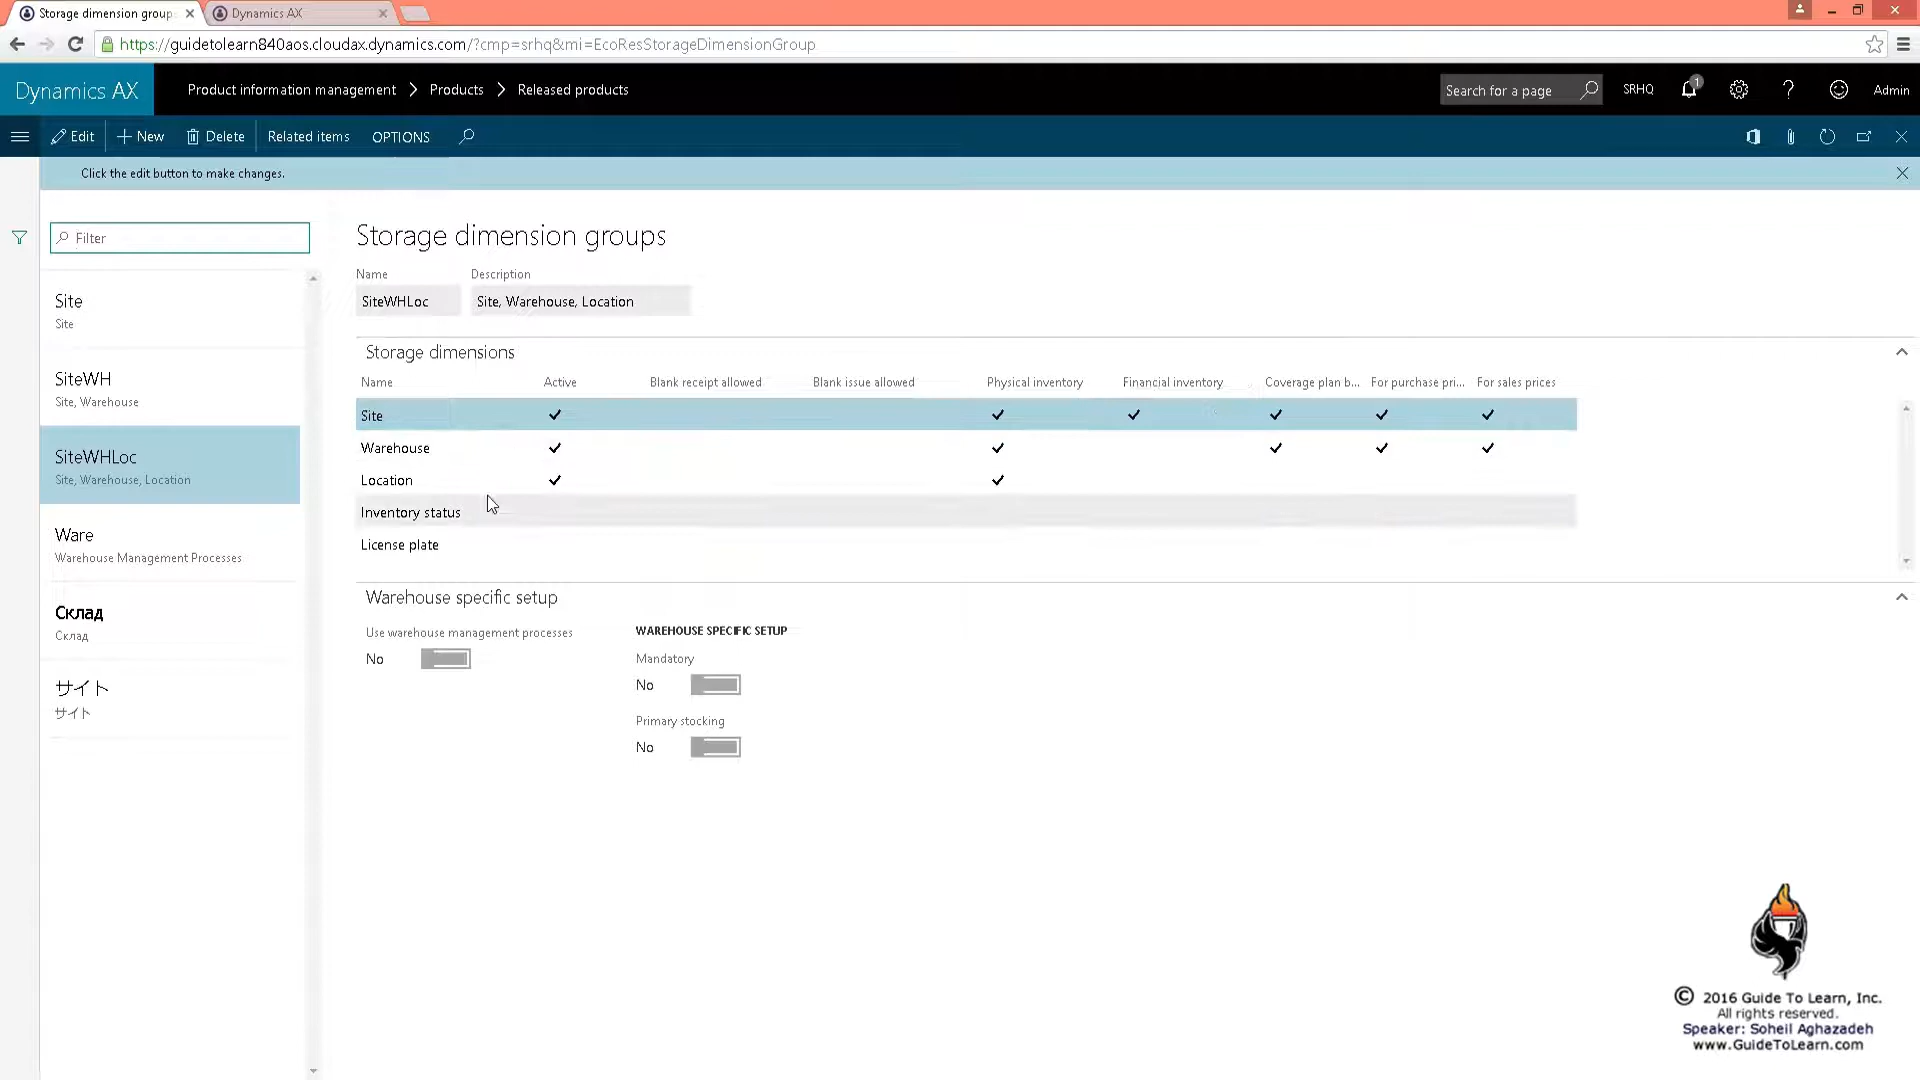 Storage dimension group
Dynamics AX
https://guidetolearn840aos.cloudax.dynamics.com/?cmp=srhq&mi=EcoResStorageDimensionGroup
Dynamics AX
Product information management > Products > Released products
Search for a page
SRHQ
1
?
Admin
Edit
New
Delete
Related items
OPTIONS
Click the edit button to make changes.
Filter
Site
Site
SiteWH
Site, Warehouse
SiteWHLoc
Site, Warehouse, Location
Ware
Warehouse Management Processes
Склад
Склад
サイト
サイト
Storage dimension groups
Name Description
SiteWHLoc Site, Warehouse, Location
Storage dimensions
Name Active Blank receipt allowed Blank issue allowed Physical inventory Financial inventory Coverage plan b... For purchase pri... For sales prices
Site
Warehouse
Location
Inventory status
License plate
Warehouse specific setup
Use warehouse management processes
No
WAREHOUSE SPECIFIC SETUP
Mandatory
No
Primary stocking
No
© 2016 Guide To Learn, Inc.
All rights reserved.
Speaker: Soheil Aghazadeh
www.GuideToLearn.com